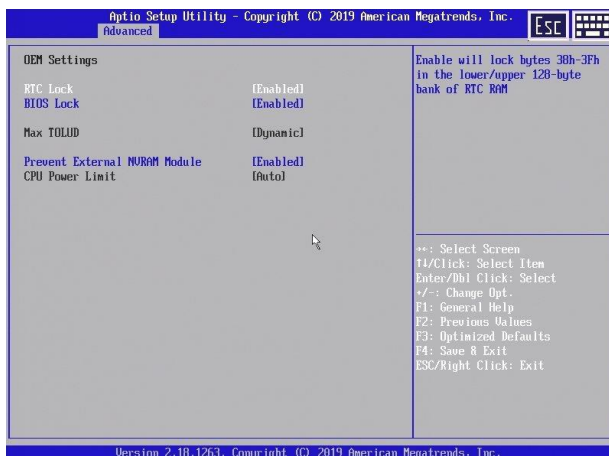 Aptio Setup Utility - Copyright (C) 2019 American Megatrends, Inc.
Advanced
Esc
OEM Settings
RTC Lock [Enabled]
BIOS Lock [Enabled]
Max TOLUD [Dynamic]
Prevent External NVRAM Module [Enabled]
CPU Power Limit [Auto]
Enable will lock bytes 38h-3Fh
in the lower/upper 128-byte
bank of RTC RAM
→←: Select Screen
↑↓/Click: Select Item
Enter/Dbl Click: Select
+/-: Change Opt.
F1: General Help
F2: Previous Values
F3: Optimized Defaults
F4: Save & Exit
ESC/Right Click: Exit
Version 2.18.1263. Copyright (C) 2019 American Megatrends, Inc.